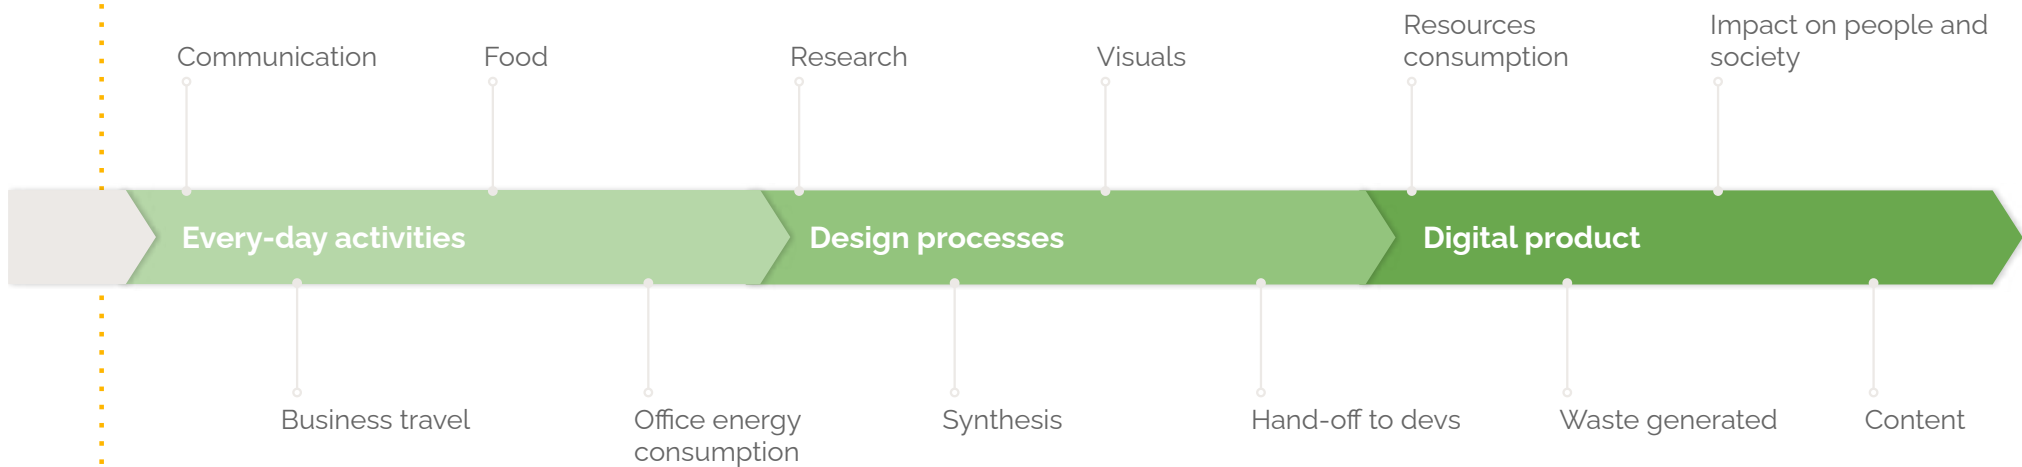 Communication
Food
Research
Visuals
Resources
consumption
Impact on people and
society
Every-day activities
Design processes
Digital product
Business travel
Office energy
consumption
Synthesis
Hand-off to devs
Waste generated
Content